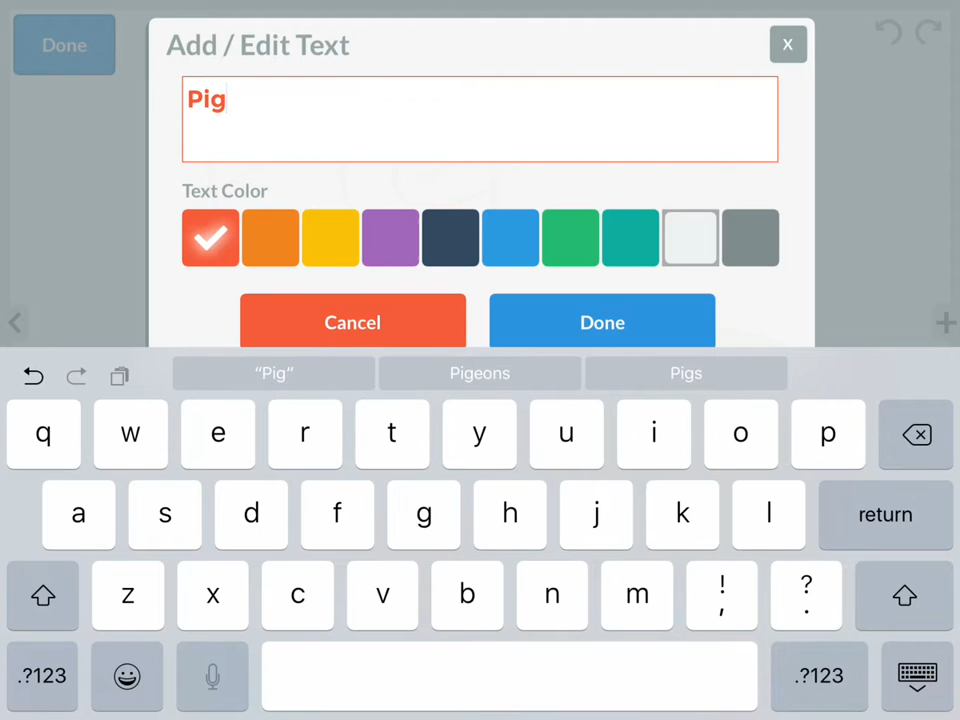 Done
Add / Edit Text
X
Pig
Text Color
Cancel
Done
“Pig”
Pigeons
Pigs
q w e r t y u i o p
a s d f g h j k l
return
z x c v b n m ! , ? .
.?123
.?123